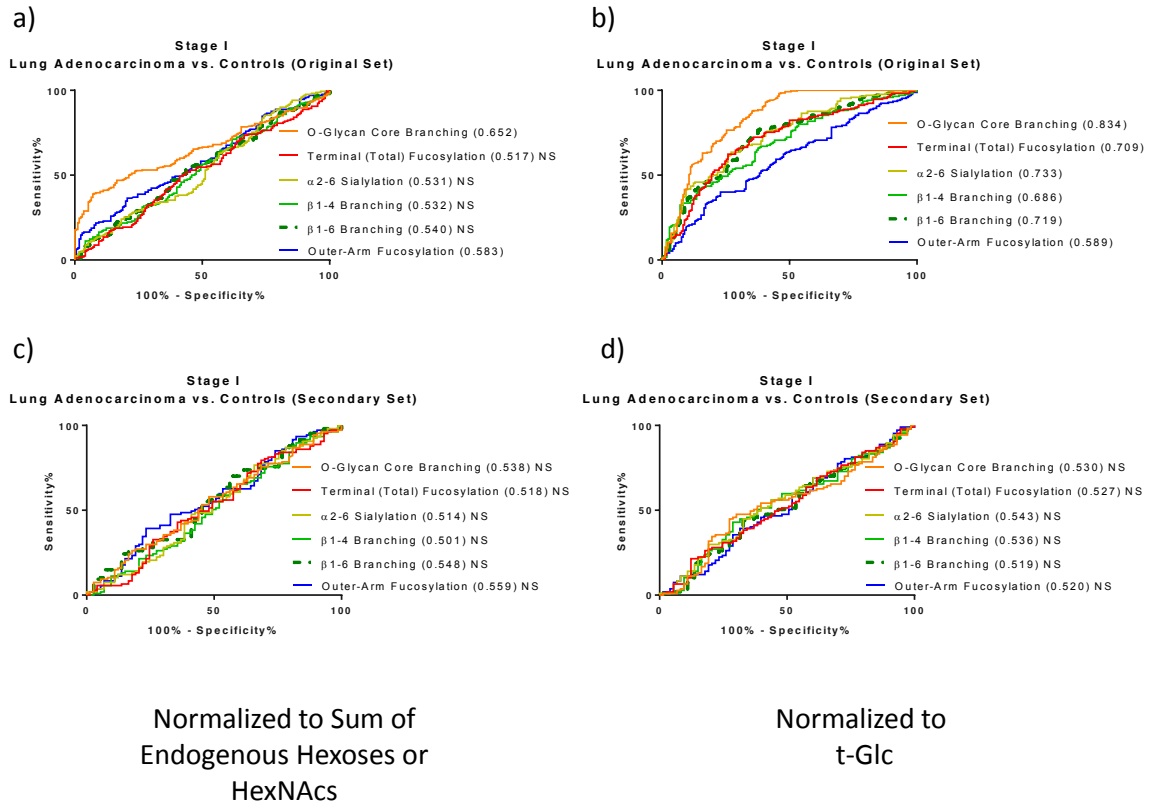 a)
Stage I
Lung Adenocarcinoma vs. Controls (Original Set)
100
50
0
Sensitivity%
0 50 100
100% - Specificity%
O-Glycan Core Branching (0.652)
Terminal (Total) Fucosylation (0.517) NS
α2-6 Sialylation (0.531) NS
β1-4 Branching (0.532) NS
β1-6 Branching (0.540) NS
Outer-Arm Fucosylation (0.583)
b)
Stage I
Lung Adenocarcinoma vs. Controls (Original Set)
100
50
0
Sensitivity%
0 50 100
100% - Specificity%
O-Glycan Core Branching (0.834)
Terminal (Total) Fucosylation (0.709)
α2-6 Sialylation (0.733)
β1-4 Branching (0.686)
β1-6 Branching (0.719)
Outer-Arm Fucosylation (0.589)
c)
Stage I
Lung Adenocarcinoma vs. Controls (Secondary Set)
100
50
0
Sensitivity%
0 50 100
100% - Specificity%
O-Glycan Core Branching (0.538) NS
Terminal (Total) Fucosylation (0.518) NS
α2-6 Sialylation (0.514) NS
β1-4 Branching (0.501) NS
β1-6 Branching (0.548) NS
Outer-Arm Fucosylation (0.559) NS
d)
Stage I
Lung Adenocarcinoma vs. Controls (Secondary Set)
100
50
0
Sensitivity%
0 50 100
100% - Specificity%
O-Glycan Core Branching (0.530) NS
Terminal (Total) Fucosylation (0.527) NS
α2-6 Sialylation (0.543) NS
β1-4 Branching (0.536) NS
β1-6 Branching (0.519) NS
Outer-Arm Fucosylation (0.520) NS
Normalized to Sum of
Endogenous Hexoses or
HexNAcs
Normalized to
t-Glc